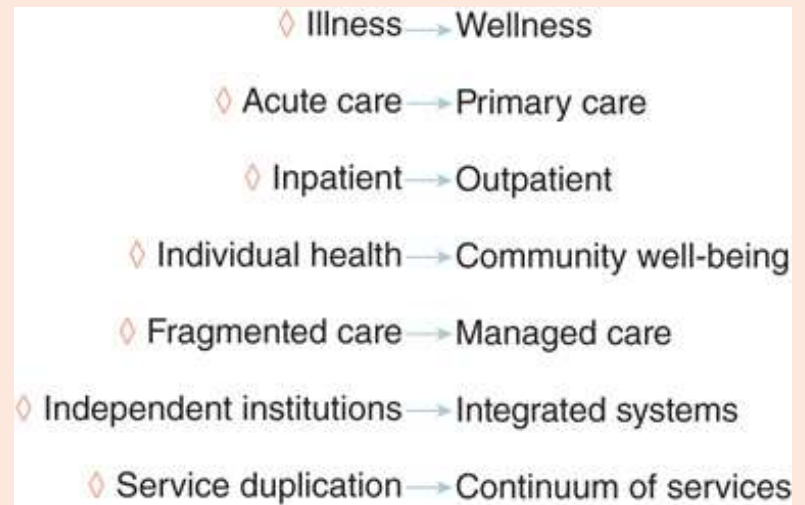 ◊ Illness → Wellness
◊ Acute care → Primary care
◊ Inpatient → Outpatient
◊ Individual health → Community well-being
◊ Fragmented care → Managed care
◊ Independent institutions → Integrated systems
◊ Service duplication → Continuum of services